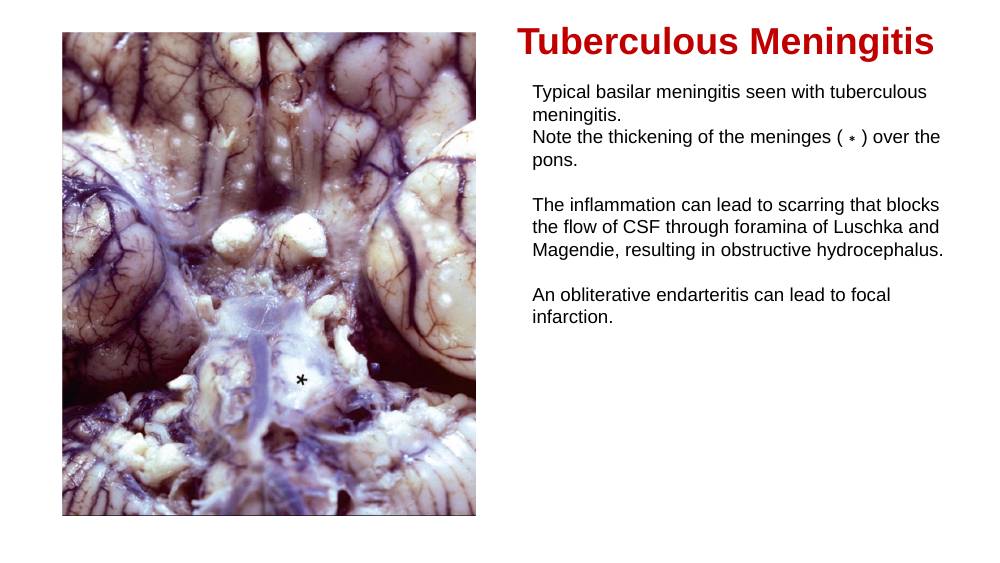 Tuberculous Meningitis
Typical basilar meningitis seen with tuberculous
meningitis.
Note the thickening of the meninges ( * ) over the
pons.
The inflammation can lead to scarring that blocks
the flow of CSF through foramina of Luschka and
Magendie, resulting in obstructive hydrocephalus.
An obliterative endarteritis can lead to focal
infarction.
*